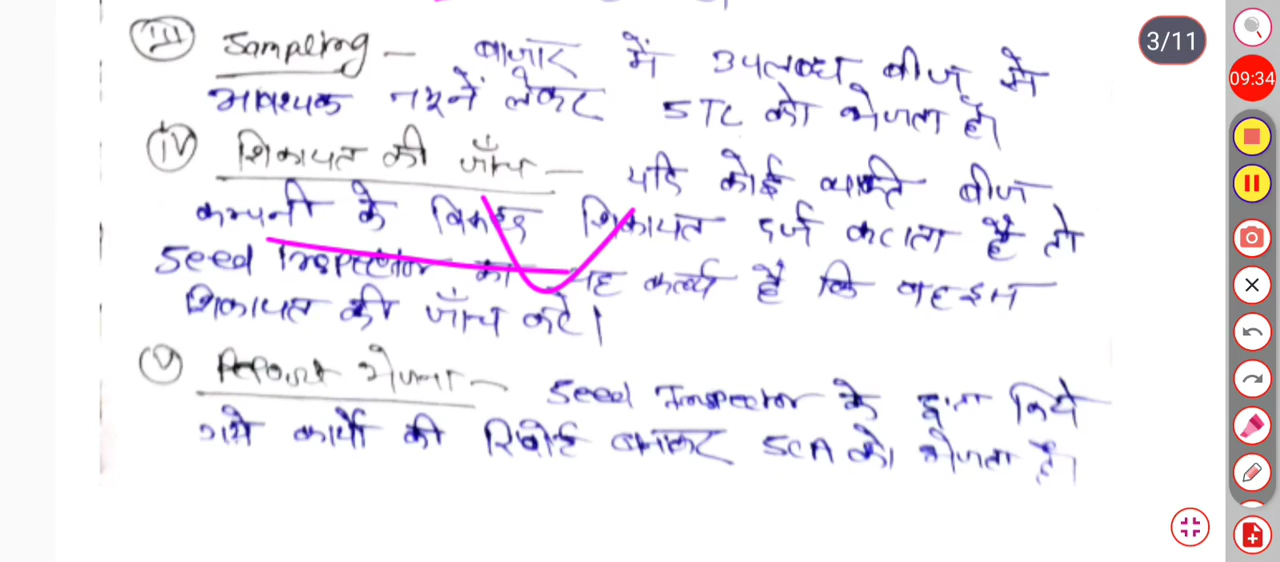 (III) Sampling - बाजार में उपलब्ध बीज मे
आवश्यक नमूनें लेकर STL को भेजता है।
(iv) शिकायत की जाँच - यदि कोई व्यक्ति बीज
कम्पनी के विरूद्ध शिकायत दर्ज कराता है तो
Seed Inspector का यह कर्तव्य है कि वह इस
शिकायत की जाँच करे।
(v) Report भेजना - Seed Inspector के द्वारा किये
गये कार्यो की रिपोर्ट बनाकर SCA को भेजता है।
3/11
09:34